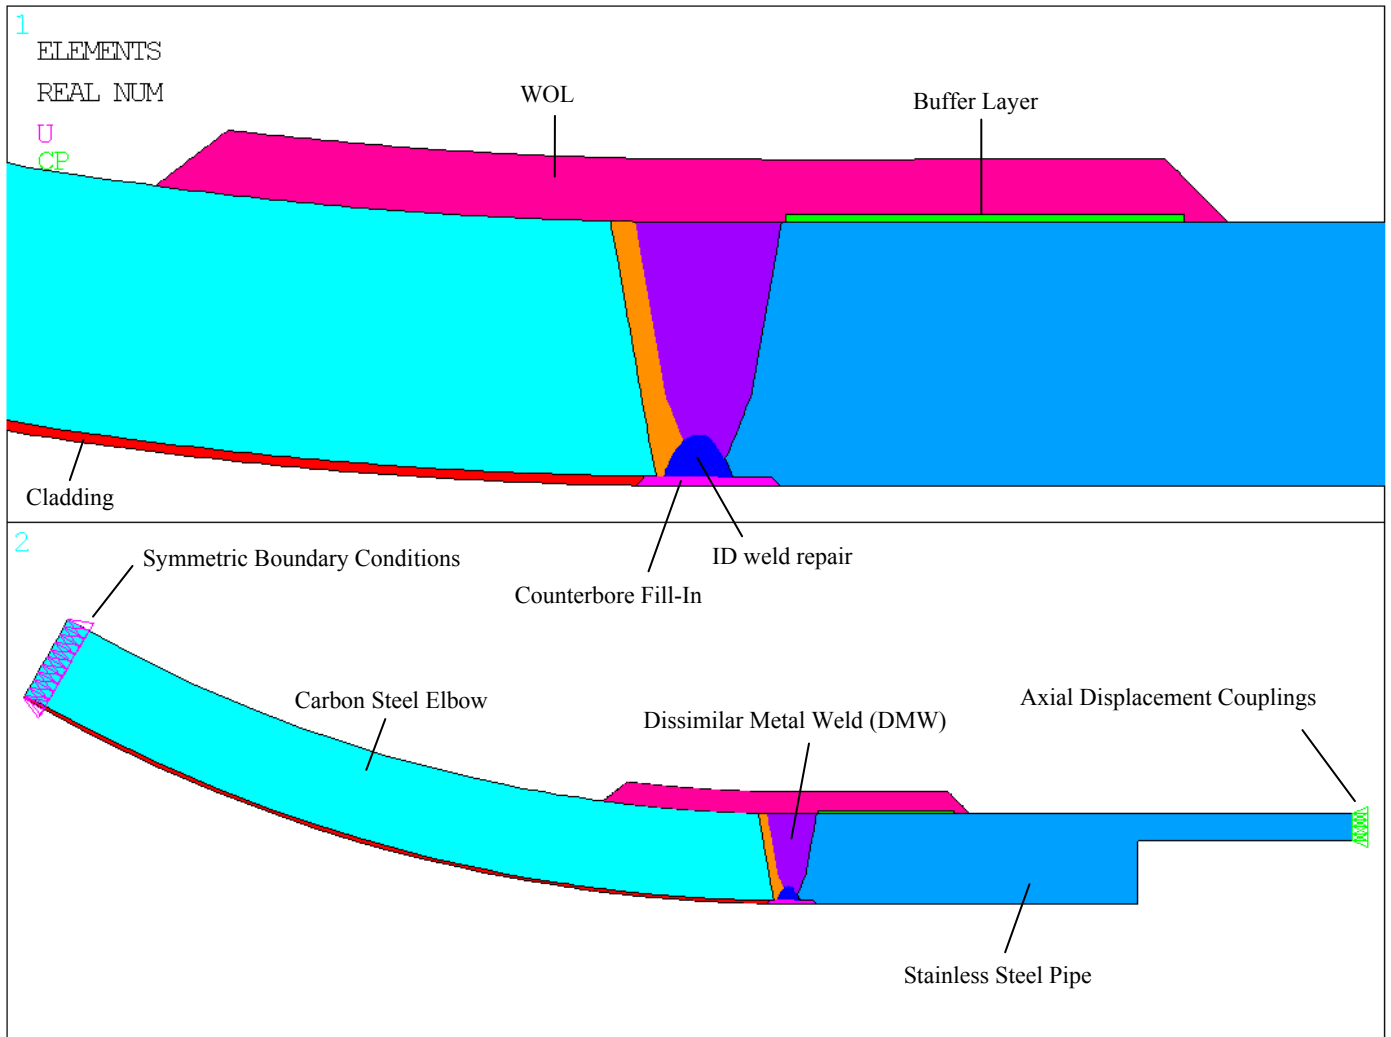 1
ELEMENTS
REAL NUM
U
CP
WOL
Buffer Layer
Cladding
ID weld repair
Counterbore Fill-In
2
Symmetric Boundary Conditions
Carbon Steel Elbow
Dissimilar Metal Weld (DMW)
Axial Displacement Couplings
Stainless Steel Pipe